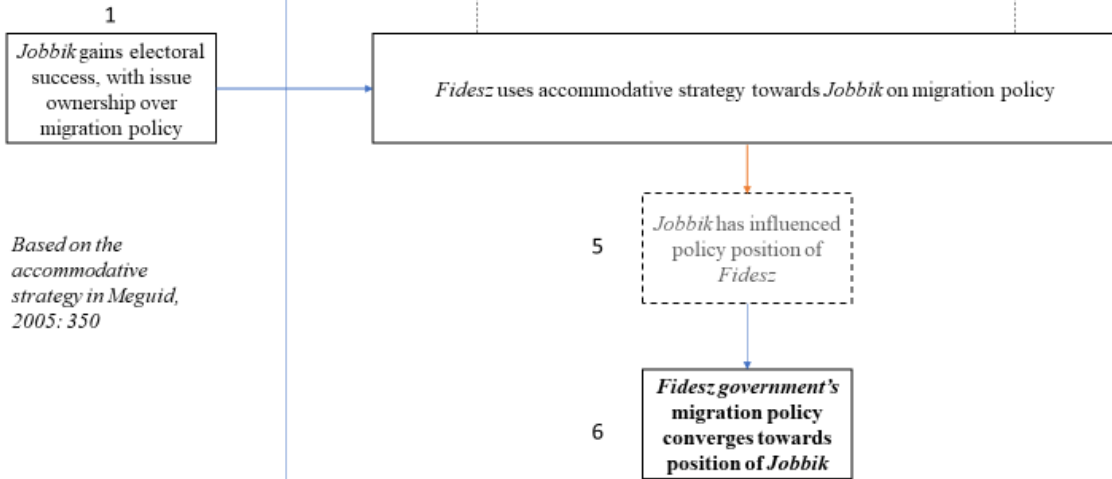 1
Jobbik gains electoral
success, with issue
ownership over
migration policy
Fidesz uses accommodative strategy towards Jobbik on migration policy
Based on the
accommodative
strategy in Meguid,
2005: 350
5
Jobbik has influenced
policy position of
Fidesz
6
Fidesz government’s
migration policy
converges towards
position of Jobbik